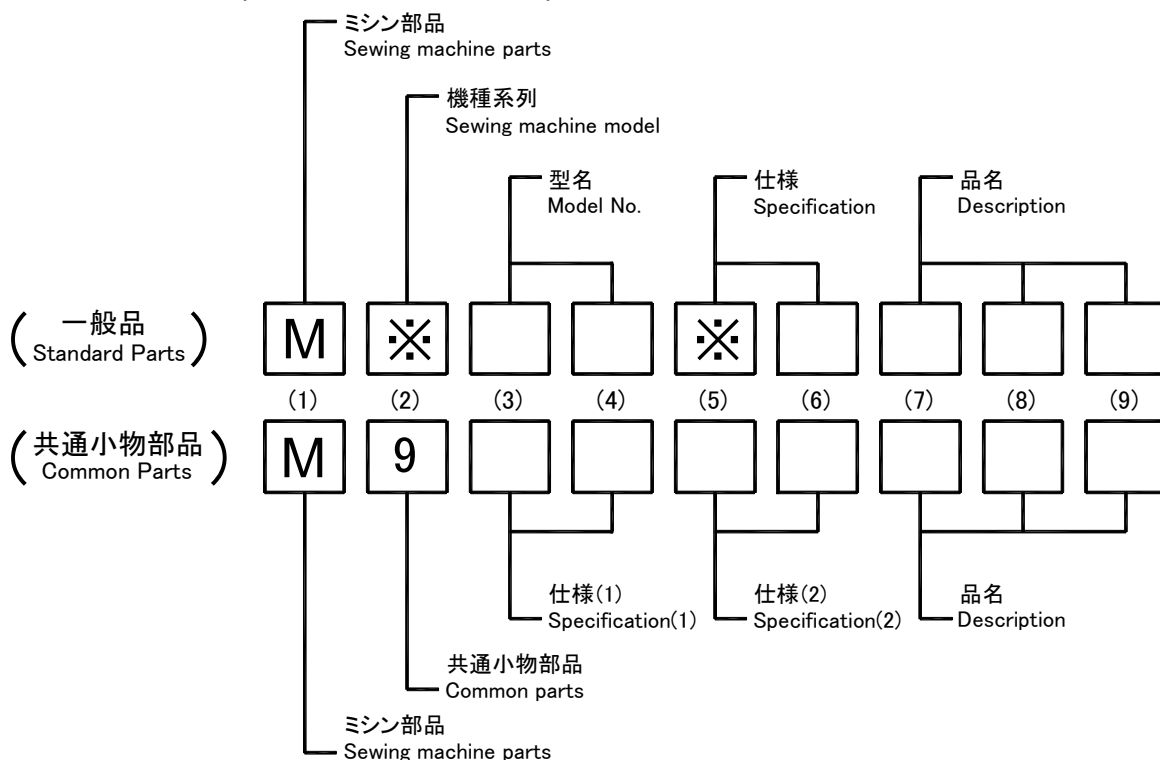 ミシン部品
Sewing machine parts
機種系列
Sewing machine model
型名
Model No.
仕様
Specification
品名
Description
一般品
Standard Parts
M ※ ※
(1) (2) (3) (4) (5) (6) (7) (8) (9)
共通小物部品
Common Parts
M 9
仕様(1)
Specification(1)
仕様(2)
Specification(2)
品名
Description
共通小物部品
Common parts
ミシン部品
Sewing machine parts